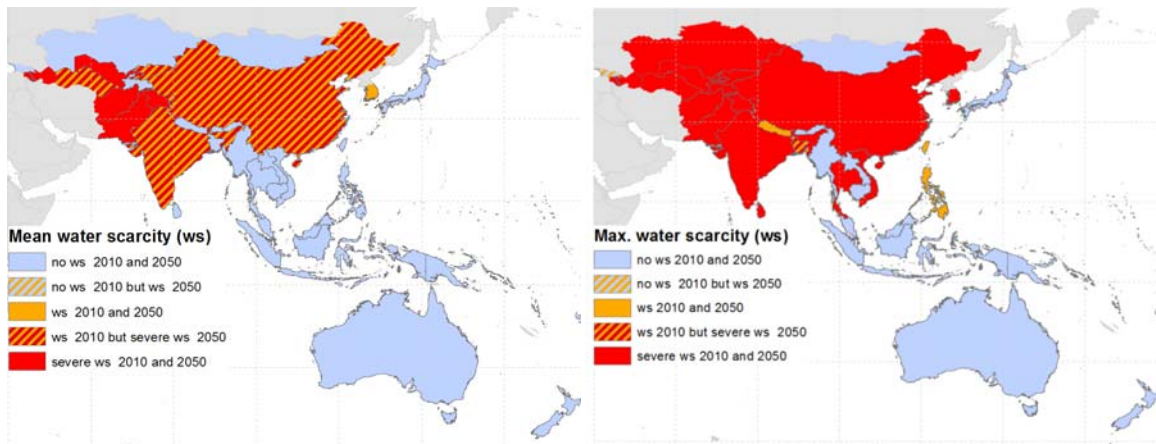 Mean water scarcity (ws)
no ws 2010 and 2050
no ws 2010 but ws 2050
ws 2010 and 2050
ws 2010 but severe ws 2050
severe ws 2010 and 2050
Max. water scarcity (ws)
no ws 2010 and 2050
no ws 2010 but ws 2050
ws 2010 and 2050
ws 2010 but severe ws 2050
severe ws 2010 and 2050